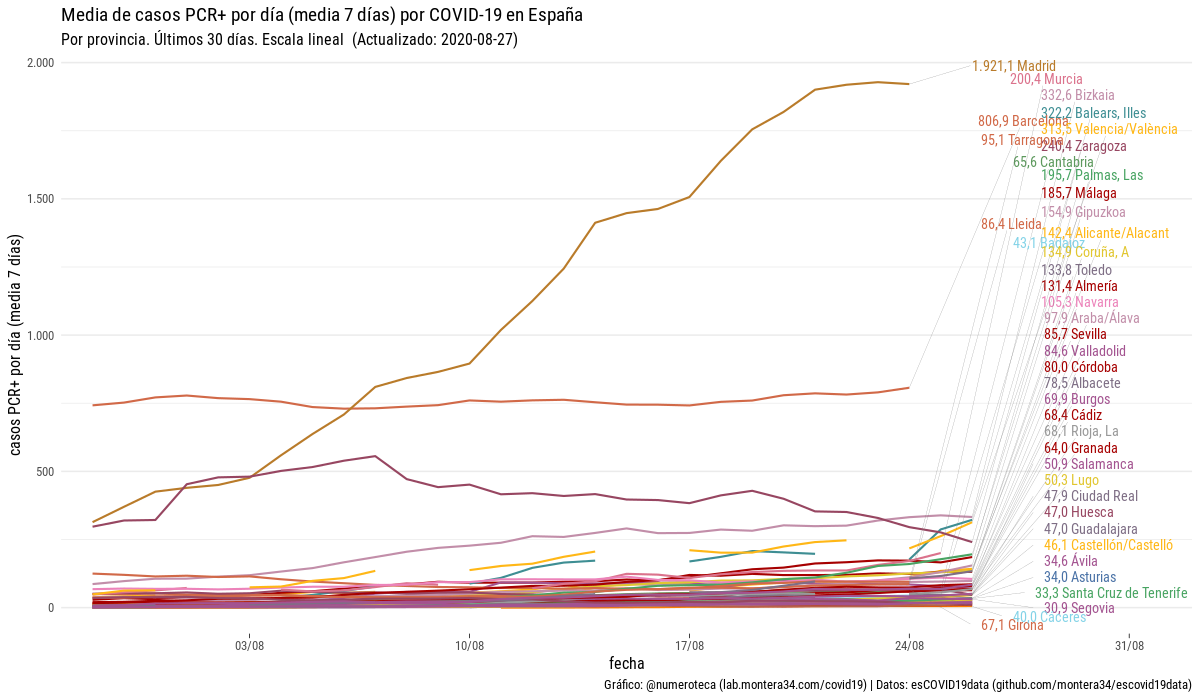 Media de casos PCR+ por día (media 7 días) por COVID-19 en España
Por provincia. Últimos 30 días. Escala lineal  (Actualizado: 2020-08-27)
casos PCR+ por día (media 7 días)
2.000
1.500
1.000
500
0
1.921,1 Madrid
200,4 Murcia
332,6 Bizkaia
322,2 Balears, Illes
806,9 Barcelona
313,5 Valencia/València
95,1 Tarragona
240,4 Zaragoza
65,6 Cantabria
195,7 Palmas, Las
185,7 Málaga
154,9 Gipuzkoa
86,4 Lleida
142,4 Alicante/Alacant
43,1 Badajoz
134,9 Coruña, A
133,8 Toledo
131,4 Almería
105,3 Navarra
97,9 Araba/Álava
85,7 Sevilla
84,6 Valladolid
80,0 Córdoba
78,5 Albacete
69,9 Burgos
68,4 Cádiz
68,1 Rioja, La
64,0 Granada
50,9 Salamanca
50,3 Lugo
47,9 Ciudad Real
47,0 Huesca
47,0 Guadalajara
46,1 Castellón/Castelló
34,6 Ávila
34,0 Asturias
33,3 Santa Cruz de Tenerife
30,9 Segovia
40,0 Cáceres
67,1 Girona
03/08
10/08
17/08
24/08
31/08
fecha
Gráfico: @numeroteca (lab.montera34.com/covid19) | Datos: esCOVID19data (github.com/montera34/escovid19data)